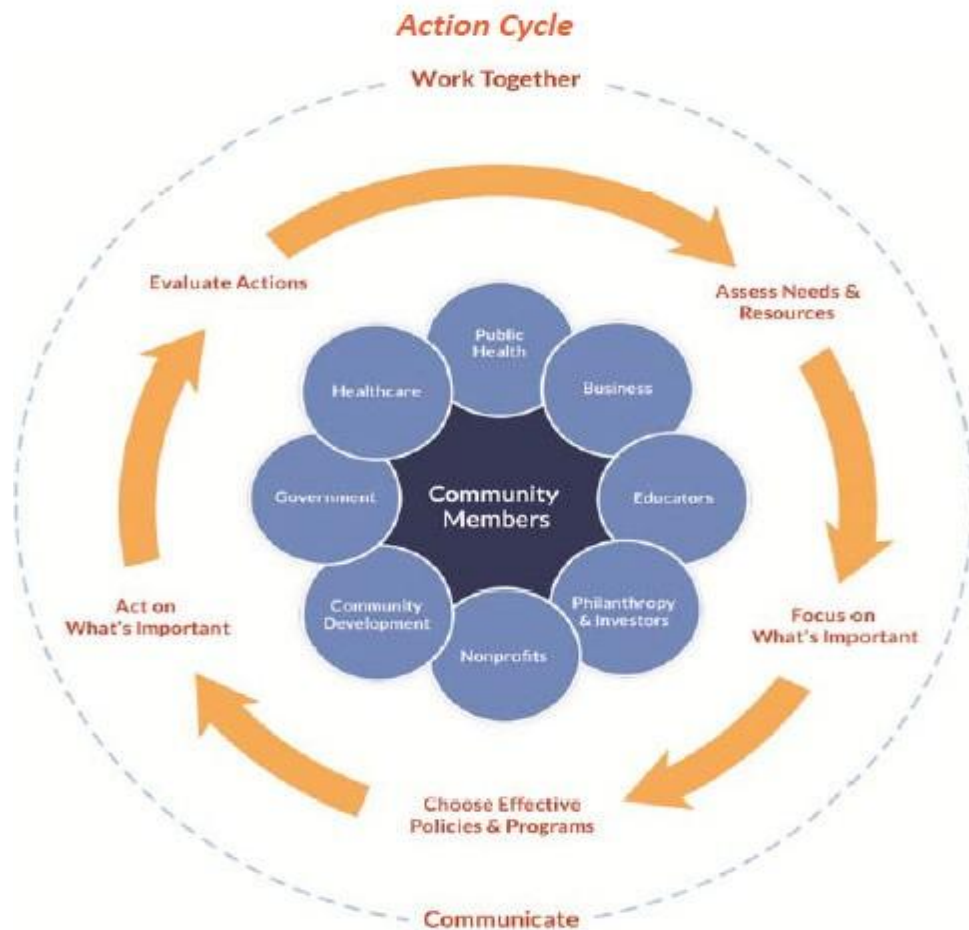 Action Cycle
Work Together
Evaluate Actions
Assess Needs &
Resources
Public
Health
Healthcare
Business
Government
Community
Members
Educators
Community
Development
Philanthropy
& Investors
Nonprofits
Act on
What's Important
Focus on
What's Important
Choose Effective
Policies & Programs
Communicate